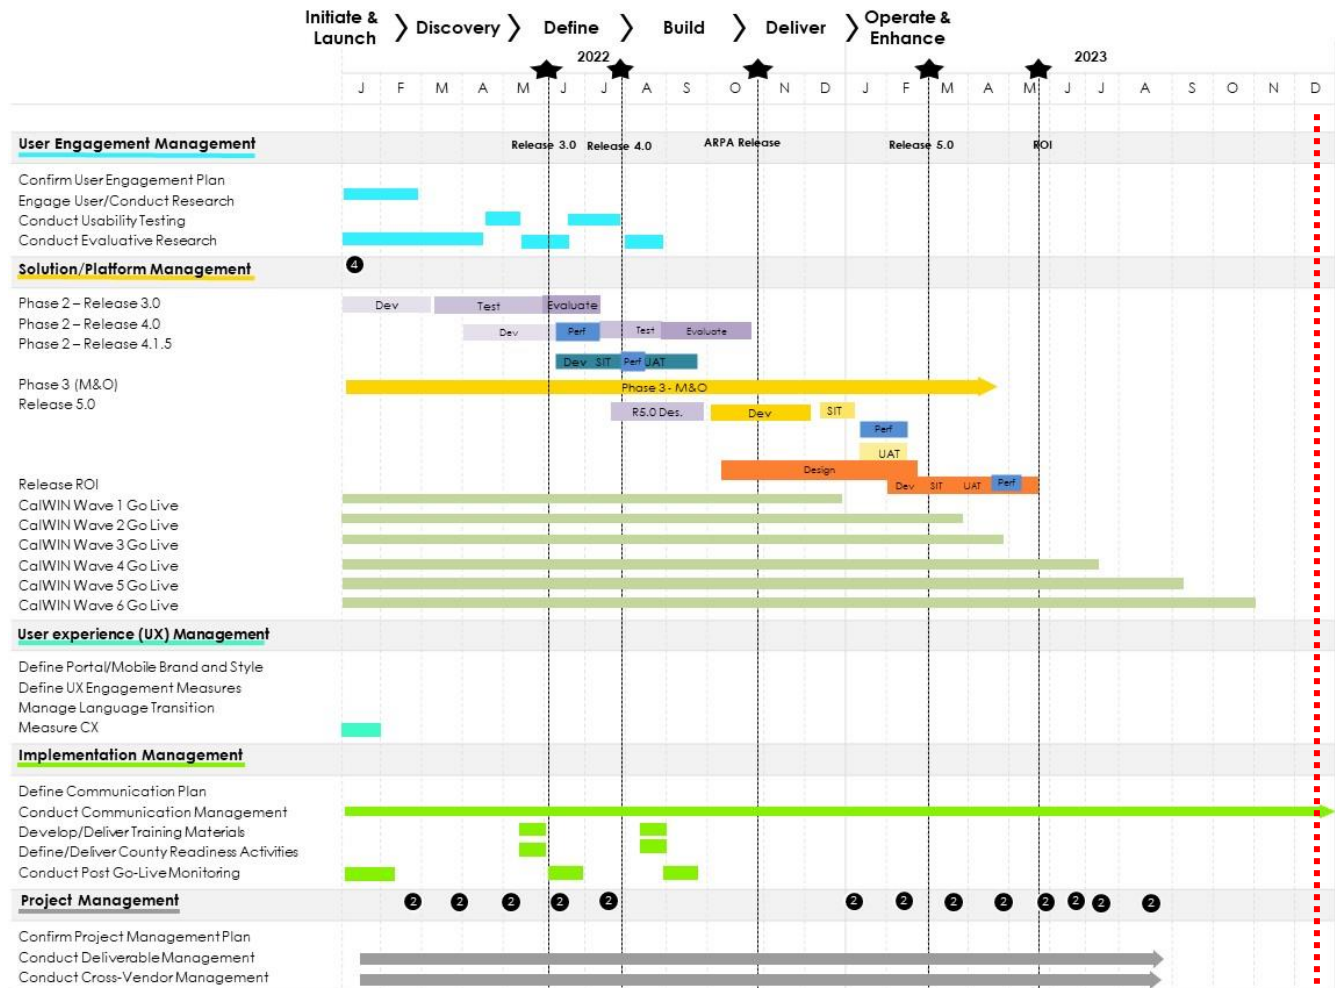 Initiate & Launch
Discovery
Define
Build
Deliver
Operate & Enhance
2022
2023
J F M A M J J A S O N D J F M A M J J A S O N D
User Engagement Management
Release 3.0
Release 4.0
ARPA Release
Release 5.0
ROI
Confirm User Engagement Plan
Engage User/Conduct Research
Conduct Usability Testing
Conduct Evaluative Research
Solution/Platform Management
4
Phase 2 – Release 3.0
Dev
Test
Evaluate
Phase 2 – Release 4.0
Dev
Perf
Test
Evaluate
Phase 2 – Release 4.1.5
Dev SIT Perf UAT
Phase 3 (M&O)
Phase 3 - M&O
Release 5.0
R5.0 Des.
Dev
SIT
Perf
UAT
Design
Release ROI
Dev SIT UAT Perf
CalWIN Wave 1 Go Live
CalWIN Wave 2 Go Live
CalWIN Wave 3 Go Live
CalWIN Wave 4 Go Live
CalWIN Wave 5 Go Live
CalWIN Wave 6 Go Live
User experience (UX) Management
Define Portal/Mobile Brand and Style
Define UX Engagement Measures
Manage Language Transition
Measure CX
Implementation Management
Define Communication Plan
Conduct Communication Management
Develop/Deliver Training Materials
Define/Deliver County Readiness Activities
Conduct Post Go-Live Monitoring
Project Management
2 2 2 2 2 2 2 2 2 2 2 2 2
Confirm Project Management Plan
Conduct Deliverable Management
Conduct Cross-Vendor Management